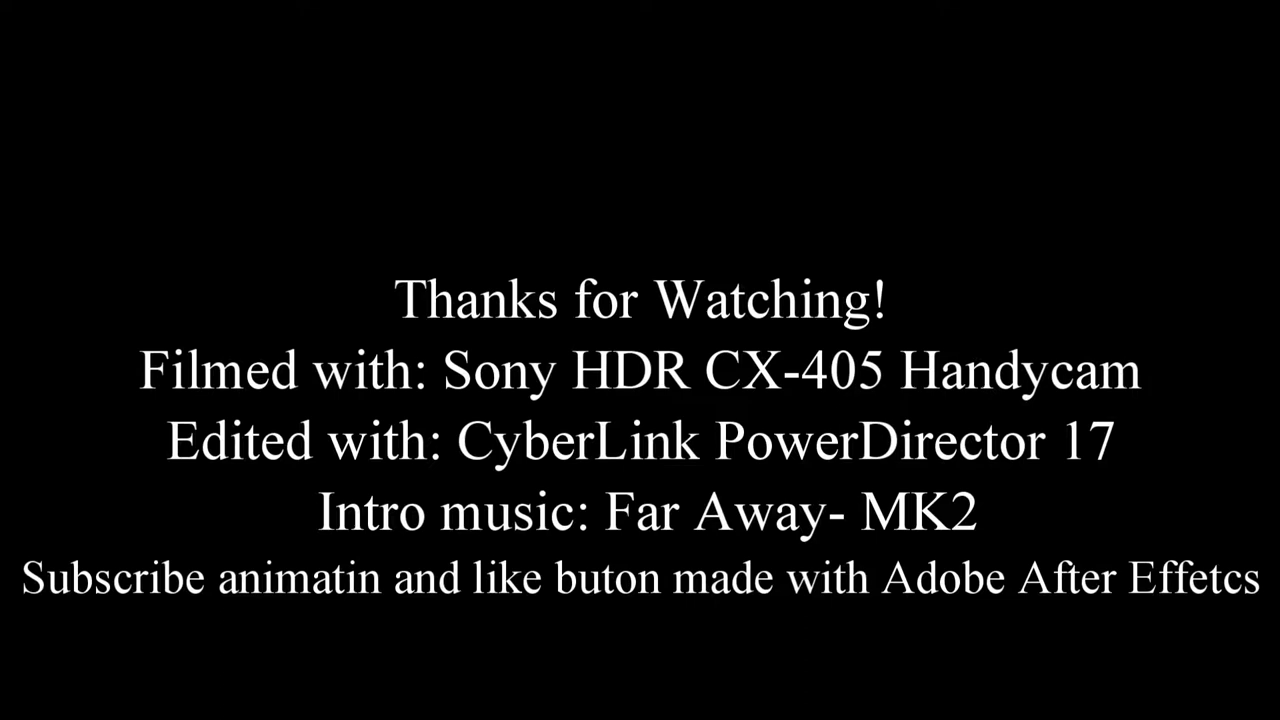 Thanks for Watching!
Filmed with: Sony HDR CX-405 Handycam
Edited with: CyberLink PowerDirector 17
Intro music: Far Away- MK2
Subscribe animatin and like buton made with Adobe After Effetcs